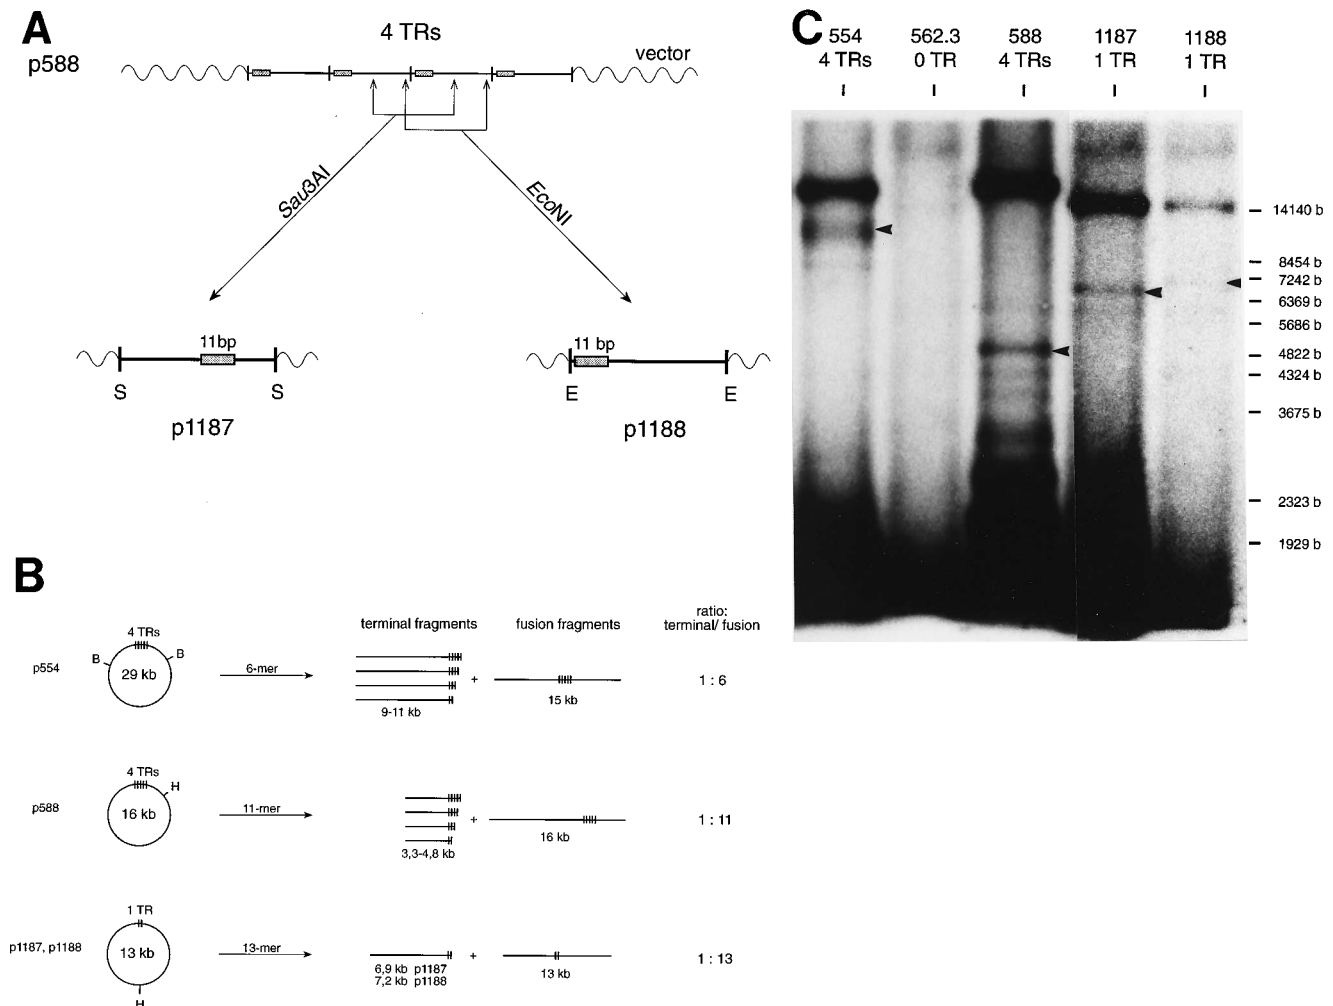 A
p588
4 TRs
vector
Sau3AI
EcoNI
11bp
S
S
p1187
11 bp
E
E
p1188
B
terminal fragments
fusion fragments
ratio:
terminal/ fusion
p554
4 TRs
B
B
29 kb
6-mer
+
9-11 kb
15 kb
1 : 6
p588
4 TRs
H
16 kb
11-mer
+
3,3-4,8 kb
16 kb
1 : 11
p1187, p1188
1 TR
13 kb
H
13-mer
+
6,9 kb p1187
7,2 kb p1188
13 kb
1 : 13
C
554 562.3 588 1187 1188
4 TRs 0 TR 4 TRs 1 TR 1 TR
14140 b
8454 b
7242 b
6369 b
5686 b
4822 b
4324 b
3675 b
2323 b
1929 b